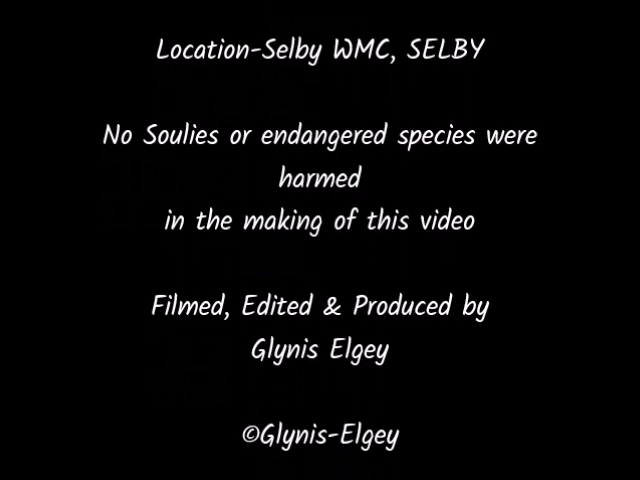 Location-Selby WMC, SELBY
No Soulies or endangered species were
harmed
in the making of this video
Filmed, Edited & Produced by
Glynis Elgey
©Glynis-Elgey